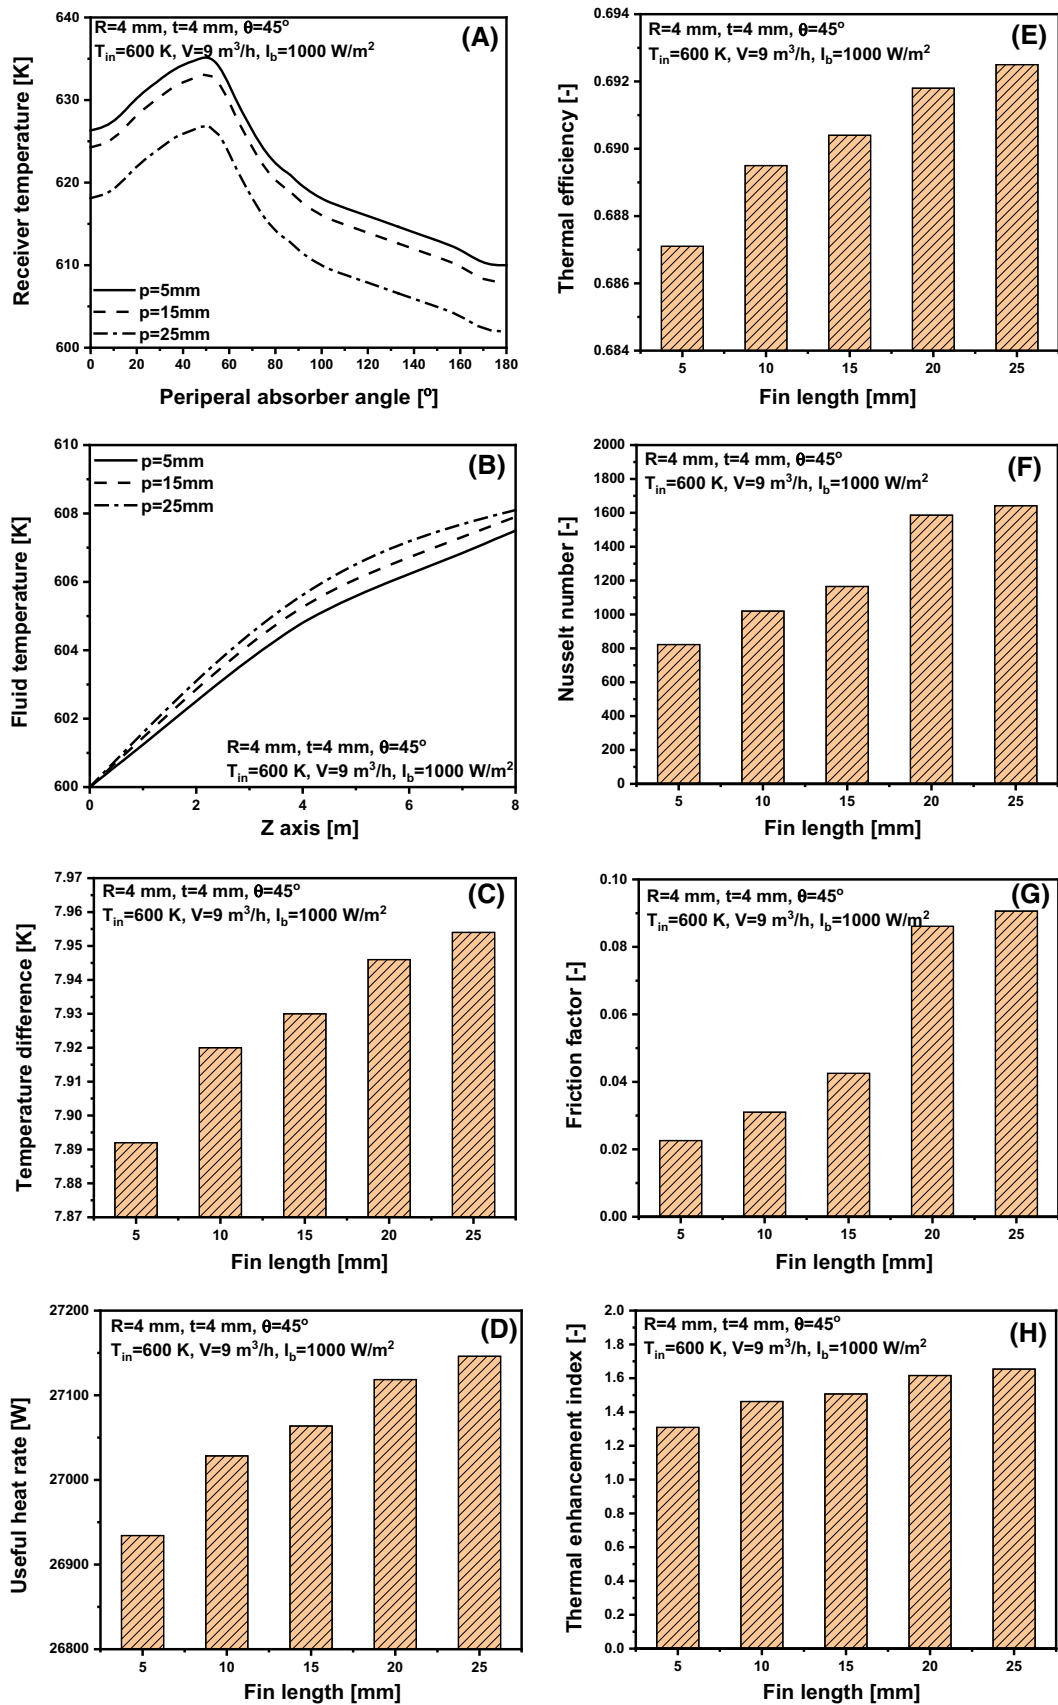 R=4 mm, t=4 mm, θ=45º
T_in=600 K, V=9 m³/h, I_b=1000 W/m²
(A)
640
630
620
610
600
Receiver temperature [K]
p=5mm
p=15mm
p=25mm
0 20 40 60 80 100 120 140 160 180
Periperal absorber angle [º]
(B)
610
608
606
604
602
600
Fluid temperature [K]
p=5mm
p=15mm
p=25mm
R=4 mm, t=4 mm, θ=45º
T_in=600 K, V=9 m³/h, I_b=1000 W/m²
0 2 4 6 8
Z axis [m]
(C)
R=4 mm, t=4 mm, θ=45º
T_in=600 K, V=9 m³/h, I_b=1000 W/m²
7.97
7.96
7.95
7.94
7.93
7.92
7.91
7.90
7.89
7.88
7.87
Temperature difference [K]
5 10 15 20 25
Fin length [mm]
(D)
R=4 mm, t=4 mm, θ=45º
T_in=600 K, V=9 m³/h, I_b=1000 W/m²
27200
27100
27000
26900
26800
Useful heat rate [W]
5 10 15 20 25
Fin length [mm]
(E)
R=4 mm, t=4 mm, θ=45º
T_in=600 K, V=9 m³/h, I_b=1000 W/m²
0.694
0.692
0.690
0.688
0.686
0.684
Thermal efficiency [-]
5 10 15 20 25
Fin length [mm]
(F)
R=4 mm, t=4 mm, θ=45º
T_in=600 K, V=9 m³/h, I_b=1000 W/m²
2000
1800
1600
1400
1200
1000
800
600
400
200
0
Nusselt number [-]
5 10 15 20 25
Fin length [mm]
(G)
R=4 mm, t=4 mm, θ=45º
T_in=600 K, V=9 m³/h, I_b=1000 W/m²
0.10
0.08
0.06
0.04
0.02
0.00
Friction factor [-]
5 10 15 20 25
Fin length [mm]
(H)
R=4 mm, t=4 mm, θ=45º
T_in=600 K, V=9 m³/h, I_b=1000 W/m²
2.0
1.8
1.6
1.4
1.2
1.0
0.8
0.6
0.4
0.2
0.0
Thermal enhancement index [-]
5 10 15 20 25
Fin length [mm]